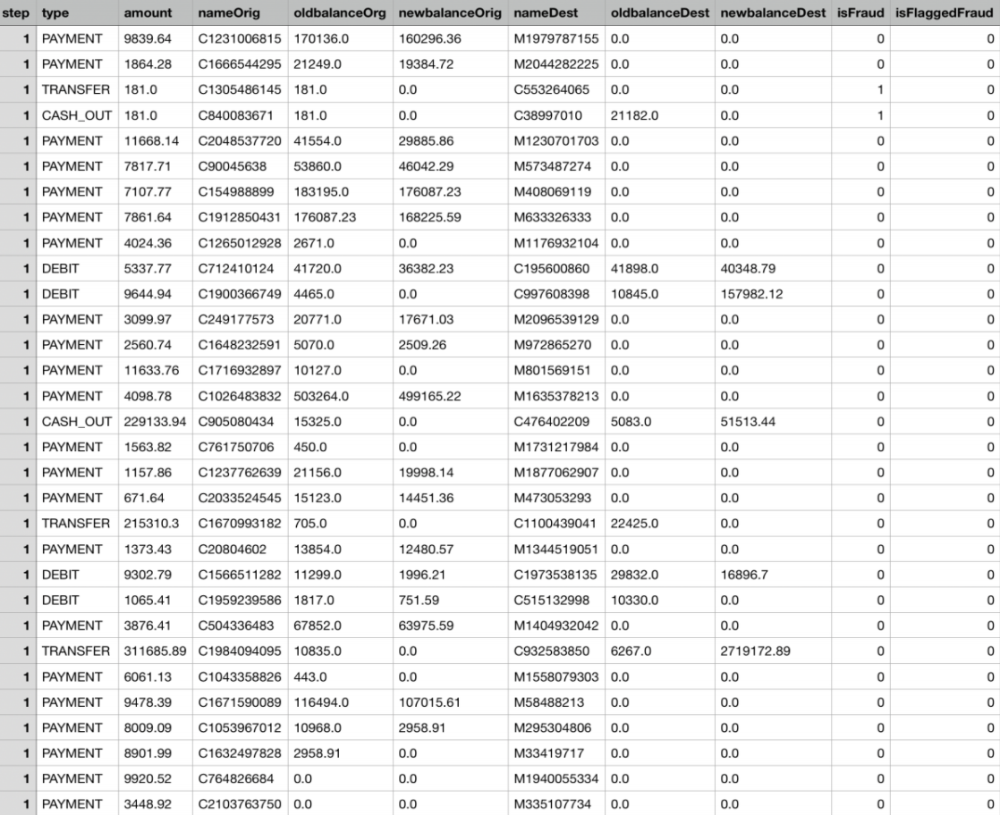 step type amount nameOrig oldbalanceOrg newbalanceOrig nameDest oldbalanceDest newbalanceDest isFraud isFlaggedFraud
1 PAYMENT 9839.64 C1231006815 170136.0 160296.36 M1979787155 0.0 0.0 0 0
1 PAYMENT 1864.28 C1666544295 21249.0 19384.72 M2044282225 0.0 0.0 0 0
1 TRANSFER 181.0 C1305486145 181.0 0.0 C553264065 0.0 0.0 1 0
1 CASH_OUT 181.0 C840083671 181.0 0.0 C38997010 21182.0 0.0 1 0
1 PAYMENT 11668.14 C2048537720 41554.0 29885.86 M1230701703 0.0 0.0 0 0
1 PAYMENT 7817.71 C90045638 53860.0 46042.29 M573487274 0.0 0.0 0 0
1 PAYMENT 7107.77 C154988899 183195.0 176087.23 M408069119 0.0 0.0 0 0
1 PAYMENT 7861.64 C1912850431 176087.23 168225.59 M633326333 0.0 0.0 0 0
1 PAYMENT 4024.36 C1265012928 2671.0 0.0 M1176932104 0.0 0.0 0 0
1 DEBIT 5337.77 C712410124 41720.0 36382.23 C195600860 41898.0 40348.79 0 0
1 DEBIT 9644.94 C1900366749 4465.0 0.0 C997608398 10845.0 157982.12 0 0
1 PAYMENT 3099.97 C249177573 20771.0 17671.03 M2096539129 0.0 0.0 0 0
1 PAYMENT 2560.74 C1648232591 5070.0 2509.26 M972865270 0.0 0.0 0 0
1 PAYMENT 11633.76 C1716932897 10127.0 0.0 M801569151 0.0 0.0 0 0
1 PAYMENT 4098.78 C1026483832 503264.0 499165.22 M1635378213 0.0 0.0 0 0
1 CASH_OUT 229133.94 C905080434 15325.0 0.0 C476402209 5083.0 51513.44 0 0
1 PAYMENT 1563.82 C761750706 450.0 0.0 M1731217984 0.0 0.0 0 0
1 PAYMENT 1157.86 C1237762639 21156.0 19998.14 M1877062907 0.0 0.0 0 0
1 PAYMENT 671.64 C2033524545 15123.0 14451.36 M473053293 0.0 0.0 0 0
1 TRANSFER 215310.3 C1670993182 705.0 0.0 C1100439041 22425.0 0.0 0 0
1 PAYMENT 1373.43 C20804602 13854.0 12480.57 M1344519051 0.0 0.0 0 0
1 DEBIT 9302.79 C1566511282 11299.0 1996.21 C1973538135 29832.0 16896.7 0 0
1 DEBIT 1065.41 C1959239586 1817.0 751.59 C515132998 10330.0 0.0 0 0
1 PAYMENT 3876.41 C504336483 67852.0 63975.59 M1404932042 0.0 0.0 0 0
1 TRANSFER 311685.89 C1984094095 10835.0 0.0 C932583850 6267.0 2719172.89 0 0
1 PAYMENT 6061.13 C1043358826 443.0 0.0 M1558079303 0.0 0.0 0 0
1 PAYMENT 9478.39 C1671590089 116494.0 107015.61 M58488213 0.0 0.0 0 0
1 PAYMENT 8009.09 C1053967012 10968.0 2958.91 M295304806 0.0 0.0 0 0
1 PAYMENT 8901.99 C1632497828 2958.91 0.0 M33419717 0.0 0.0 0 0
1 PAYMENT 9920.52 C764826684 0.0 0.0 M1940055334 0.0 0.0 0 0
1 PAYMENT 3448.92 C2103763750 0.0 0.0 M335107734 0.0 0.0 0 0